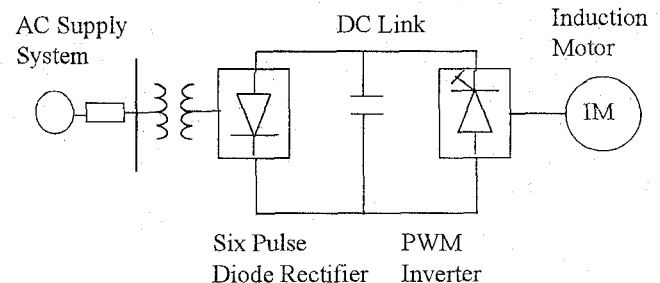 AC Supply
System
DC Link
Induction
Motor
IM
Six Pulse
Diode Rectifier
PWM
Inverter